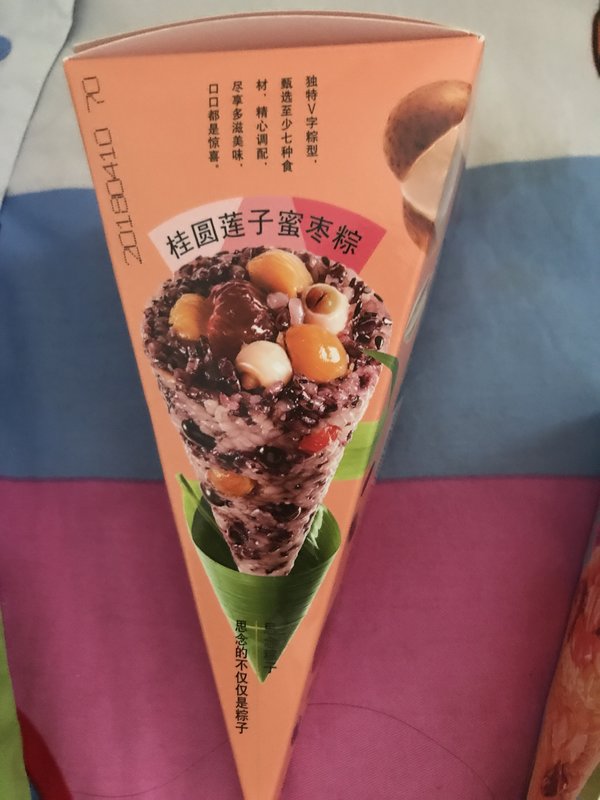 独特V字粽型，
甄选至少七种食
材，精心调配，
尽享多滋美味，
口口都是惊喜。
20180410
桂圆莲子蜜枣粽
思念的不仅仅是粽子